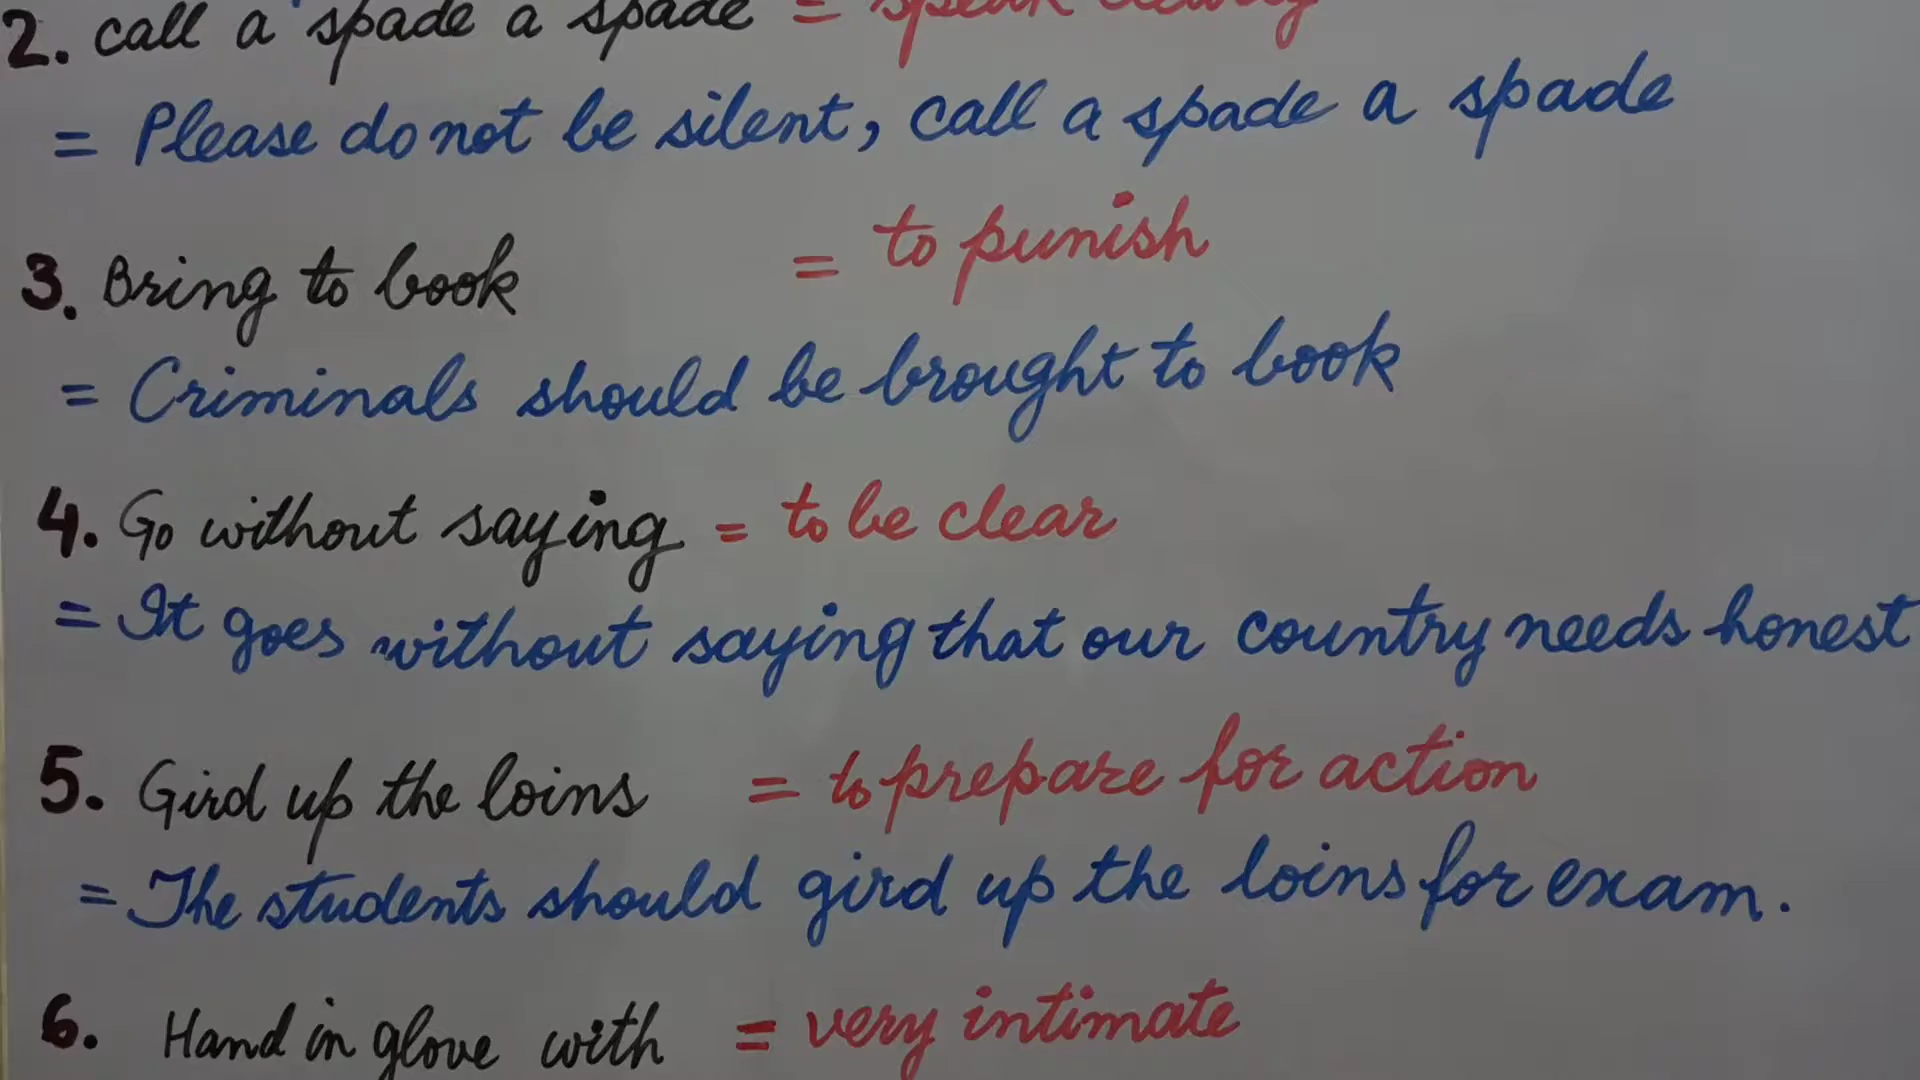 2. call a spade a spade = speak clearly
= Please do not be silent, call a spade a spade
3. Bring to book = to punish
= Criminals should be brought to book
4. Go without saying = to be clear
= It goes without saying that our country needs honest
5. Gird up the loins = to prepare for action
= The students should gird up the loins for exam.
6. Hand in glove with = very intimate